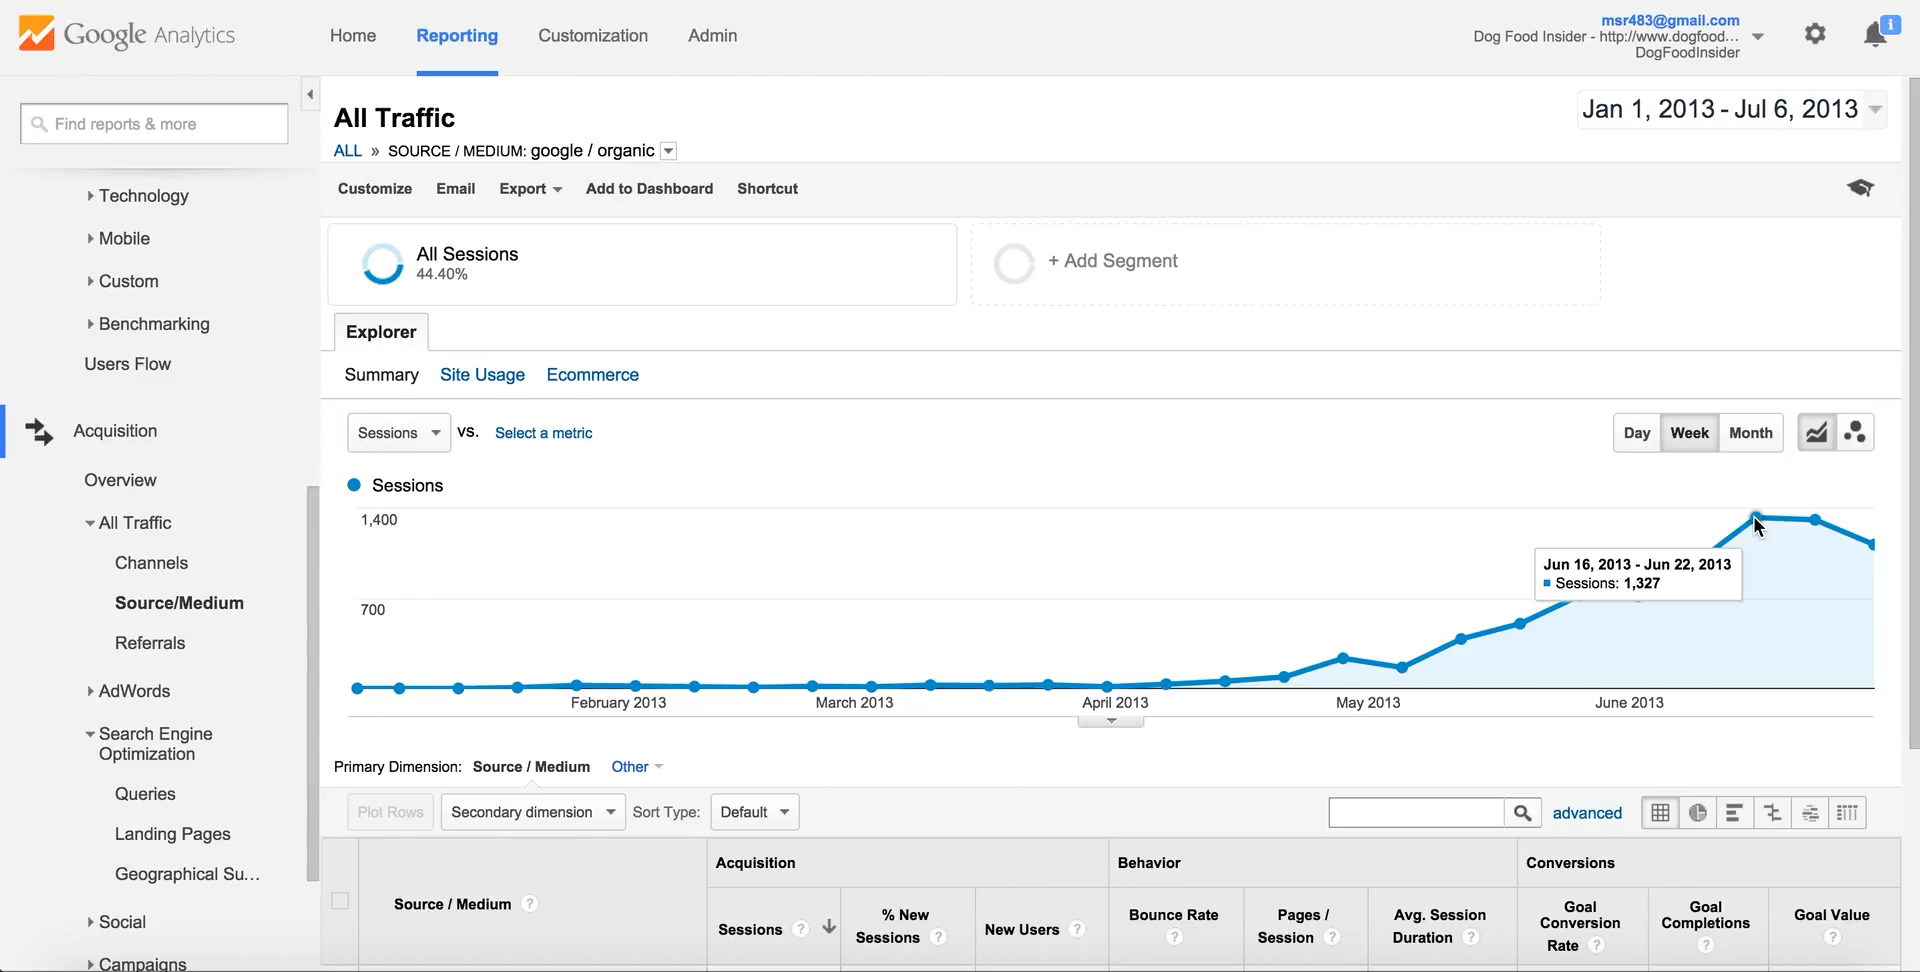 Google Analytics
Home
Reporting
Customization
Admin
msr483@gmail.com
Dog Food Insider - http://www.dogfood...
DogFoodInsider
i
Find reports & more
Technology
Mobile
Custom
Benchmarking
Users Flow
Acquisition
Overview
All Traffic
Channels
Source/Medium
Referrals
AdWords
Search Engine
Optimization
Queries
Landing Pages
Geographical Su...
Social
Campaigns
All Traffic
Jan 1, 2013 - Jul 6, 2013
ALL » SOURCE / MEDIUM: google / organic
Customize
Email
Export
Add to Dashboard
Shortcut
All Sessions
44.40%
+ Add Segment
Explorer
Summary
Site Usage
Ecommerce
Sessions
VS.
Select a metric
Day
Week
Month
Sessions
1,400
700
Jun 16, 2013 - Jun 22, 2013
Sessions: 1,327
February 2013
March 2013
April 2013
May 2013
June 2013
Primary Dimension: Source / Medium Other
Plot Rows
Secondary dimension
Sort Type:
Default
advanced
Acquisition
Behavior
Conversions
Source / Medium ?
Sessions ?
% New
Sessions ?
New Users ?
Bounce Rate
?
Pages /
Session ?
Avg. Session
Duration ?
Goal
Conversion
Rate ?
Goal
Completions
?
Goal Value
?